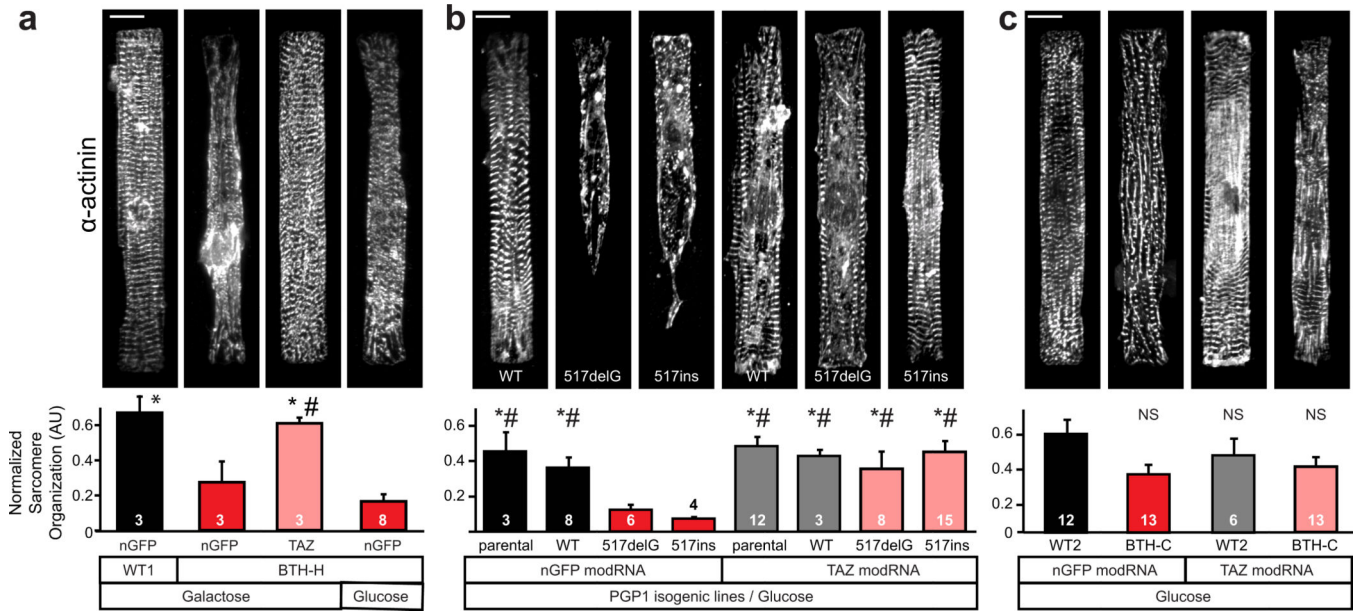 a
α-actinin
Normalized
Sarcomere
Organization (AU)
0.6
0.4
0.2
0
*
* #
3
3
3
8
nGFP nGFP TAZ nGFP
WT1 BTH-H
Galactose Glucose
b
WT 517delG 517ins WT 517delG 517ins
0.6
0.4
0.2
*# *# *# *# *# *#
3 8 6 4 12 3 8 15
parental WT 517delG 517ins parental WT 517delG 517ins
nGFP modRNA TAZ modRNA
PGP1 isogenic lines / Glucose
c
NS NS NS
0.6
0.4
0.2
0
12 13 6 13
WT2 BTH-C WT2 BTH-C
nGFP modRNA TAZ modRNA
Glucose